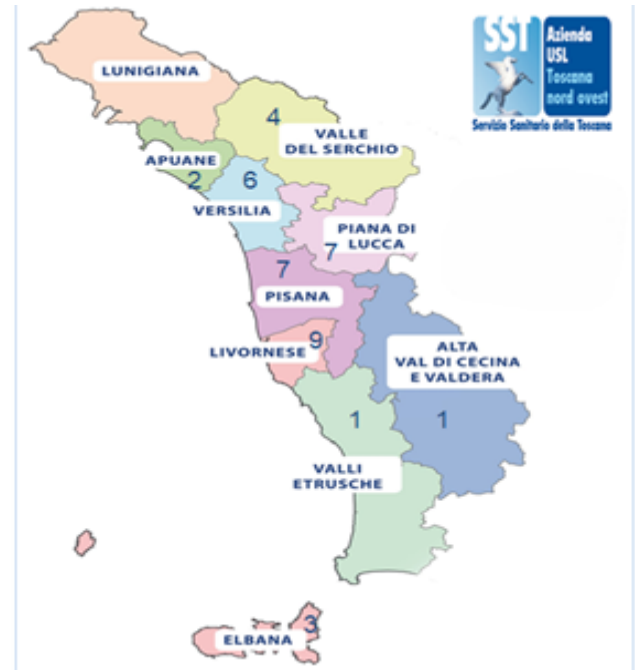 SST
Azienda
USL
Toscana
nord ovest
Servizio Sanitario della Toscana
LUNIGIANA
4
VALLE
DEL SERCHIO
APUANE
2
6
VERSILIA
PIANA DI
LUCCA
7
7
PISANA
9
LIVORNESE
ALTA
VAL DI CECINA
E VALDERA
1
1
VALLI
ETRUSCHE
3
ELBANA